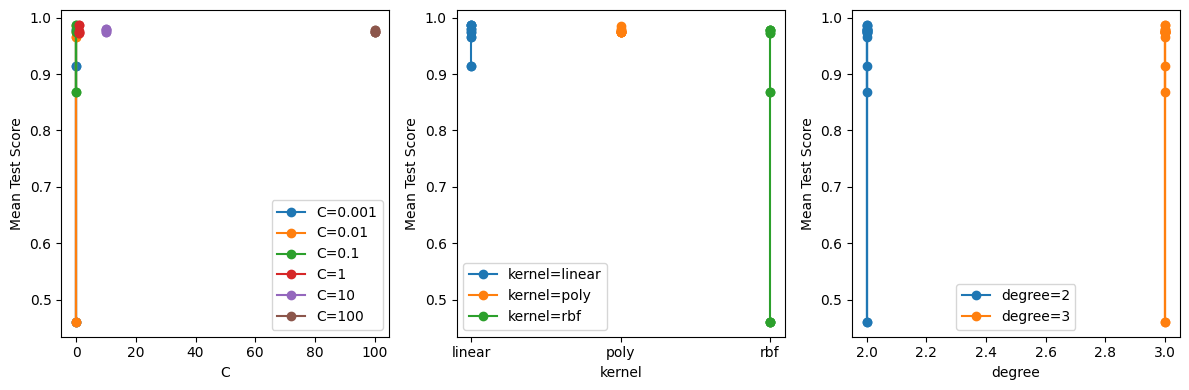 1.0
0.9
0.8
0.7
0.6
0.5
Mean Test Score
0
20
40
60
80
100
C
C=0.001
C=0.01
C=0.1
C=1
C=10
C=100
1.0
0.9
0.8
0.7
0.6
0.5
Mean Test Score
linear
poly
rbf
kernel
kernel=linear
kernel=poly
kernel=rbf
1.0
0.9
0.8
0.7
0.6
0.5
Mean Test Score
2.0
2.2
2.4
2.6
2.8
3.0
degree
degree=2
degree=3